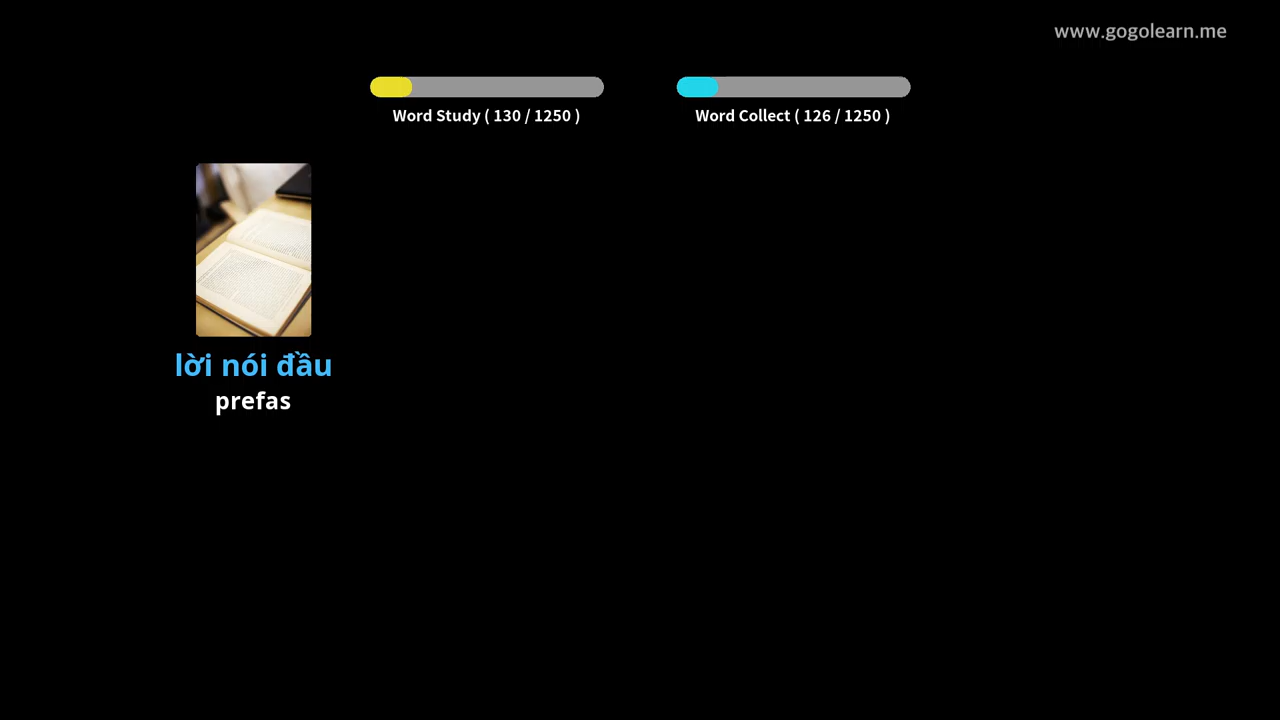 www.gogolearn.me
Word Study ( 130 / 1250 )
Word Collect ( 126 / 1250 )
lời nói đầu
prefas